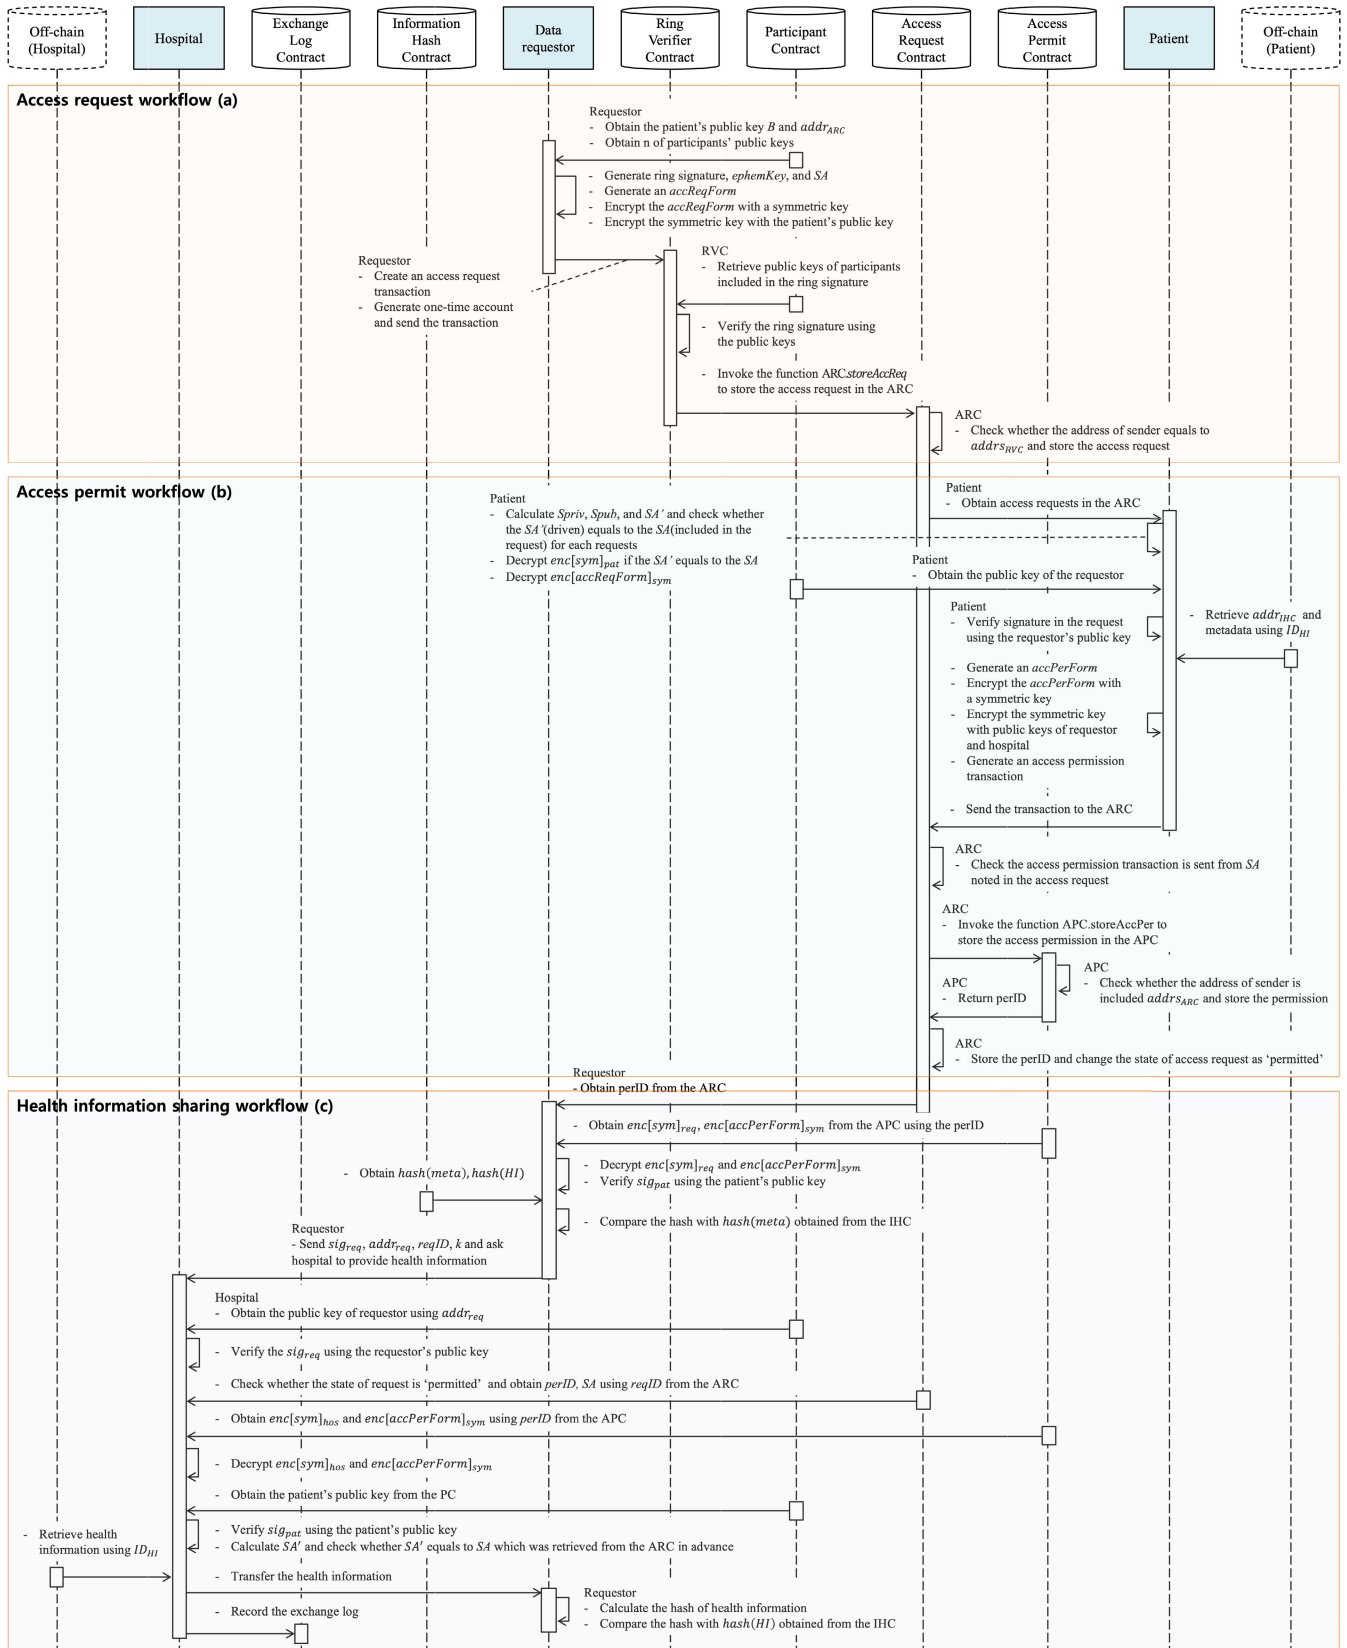 Off-chain
(Hospital)
Hospital
Exchange
Log
Contract
Information
Hash
Contract
Data
requestor
Ring
Verifier
Contract
Participant
Contract
Access
Request
Contract
Access
Permit
Contract
Patient
Off-chain
(Patient)
Access request workflow (a)
Requestor
- Obtain the patient's public key B and addr_ARC
- Obtain n of participants' public keys
- Generate ring signature, ephemKey, and SA
- Generate an accReqForm
- Encrypt the accReqForm with a symmetric key
- Encrypt the symmetric key with the patient's public key
Requestor
- Create an access request
transaction
- Generate one-time account
and send the transaction
RVC
- Retrieve public keys of participants
included in the ring signature
- Verify the ring signature using
the public keys
- Invoke the function ARC.storeAccReq
to store the access request in the ARC
ARC
- Check whether the address of sender equals to
addrs_RVC and store the access request
Access permit workflow (b)
Patient
- Calculate Spriv, Spub, and SA' and check whether
the SA'(driven) equals to the SA(included in the
request) for each requests
- Decrypt enc[sym]_pat if the SA' equals to the SA
- Decrypt enc[accReqForm]_sym
Patient
- Obtain access requests in the ARC
Patient
- Obtain the public key of the requestor
Patient
- Verify signature in the request
using the requestor's public key
- Retrieve addr_IHC and
metadata using ID_HI
- Generate an accPerForm
- Encrypt the accPerForm with
a symmetric key
- Encrypt the symmetric key
with public keys of requestor
and hospital
- Generate an access permission
transaction
- Send the transaction to the ARC
ARC
- Check the access permission transaction is sent from SA
noted in the access request
ARC
- Invoke the function APC.storeAccPer to
store the access permission in the APC
APC
- Check whether the address of sender is
included addrs_ARC and store the permission
APC
- Return perID
ARC
- Store the perID and change the state of access request as 'permitted'
Health information sharing workflow (c)
Requestor
- Obtain perID from the ARC
- Obtain enc[sym]_req, enc[accPerForm]_sym from the APC using the perID
- Decrypt enc[sym]_req and enc[accPerForm]_sym
- Verify sig_pat using the patient's public key
- Obtain hash(meta), hash(HI)
- Compare the hash with hash(meta) obtained from the IHC
Requestor
- Send sig_req, addr_req, reqID, k and ask
hospital to provide health information
Hospital
- Obtain the public key of requestor using addr_req
- Verify the sig_req using the requestor's public key
- Check whether the state of request is 'permitted' and obtain perID, SA using reqID from the ARC
- Obtain enc[sym]_hos and enc[accPerForm]_sym using perID from the APC
- Decrypt enc[sym]_hos and enc[accPerForm]_sym
- Obtain the patient's public key from the PC
- Verify sig_pat using the patient's public key
- Calculate SA' and check whether SA' equals to SA which was retrieved from the ARC in advance
- Retrieve health
information using ID_HI
- Transfer the health information
Requestor
- Calculate the hash of health information
- Compare the hash with hash(HI) obtained from the IHC
- Record the exchange log